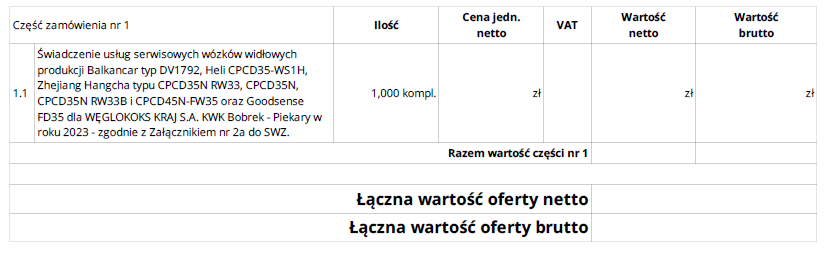 Część zamówienia nr 1 Ilość Cena jedn. netto VAT Wartość netto Wartość brutto
1.1 Świadczenie usług serwisowych wózków widłowych
produkcji Balkancar typ DV1792, Heli CPCD35-WS1H,
Zhejiang Hangcha typu CPCD35N RW33, CPCD35N,
CPCD35N RW33B i CPCD45N-FW35 oraz Goodsense
FD35 dla WĘGLOKOKS KRAJ S.A. KWK Bobrek - Piekary w
roku 2023 - zgodnie z Załącznikiem nr 2a do SWZ.
1,000 kompl. zł zł zł
Razem wartość części nr 1
Łączna wartość oferty netto
Łączna wartość oferty brutto